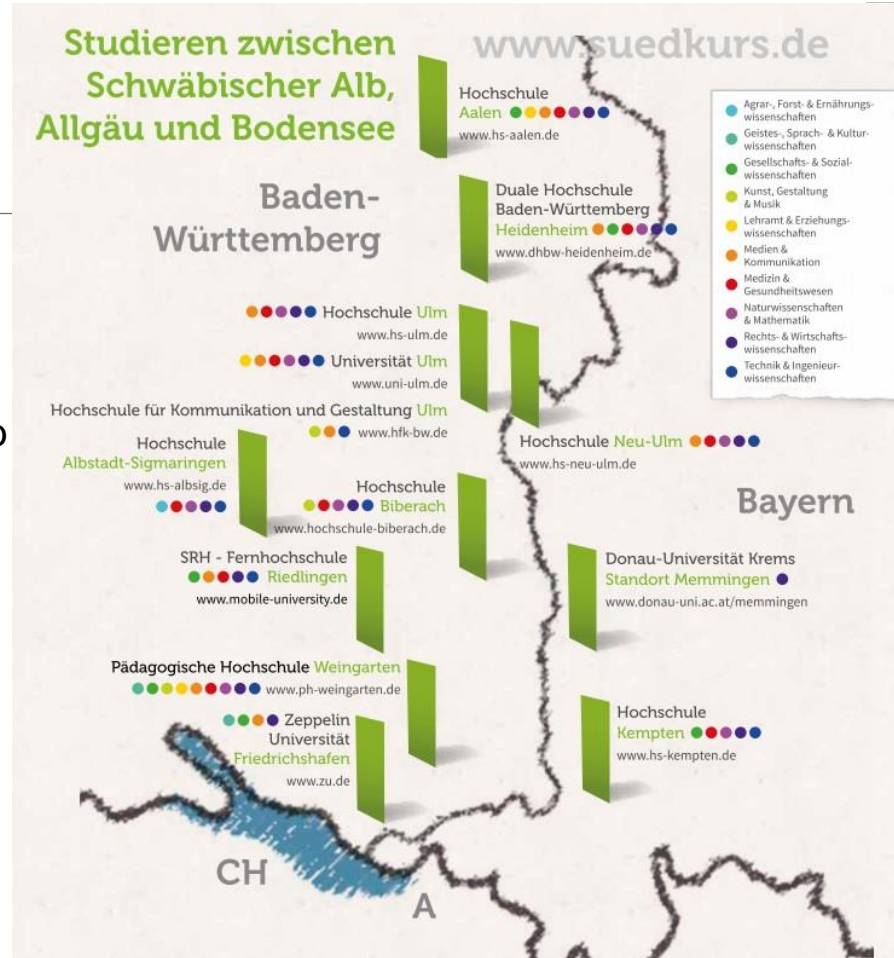 Studieren zwischen
Schwäbischer Alb,
Allgäu und Bodensee
www.suedkurs.de
Hochschule
Aalen
www.hs-aalen.de
Agrar-, Forst- & Ernährungs-
wissenschaften
Geistes-, Sprach- & Kultur-
wissenschaften
Gesellschafts- & Sozial-
wissenschaften
Kunst, Gestaltung
& Musik
Lehramt & Erziehungs-
wissenschaften
Medien &
Kommunikation
Medizin &
Gesundheitswesen
Naturwissenschaften
& Mathematik
Rechts- & Wirtschafts-
wissenschaften
Technik & Ingenieur-
wissenschaften
Baden-
Württemberg
Duale Hochschule
Baden-Württemberg
Heidenheim
www.dhbw-heidenheim.de
Hochschule Ulm
www.hs-ulm.de
Universität Ulm
www.uni-ulm.de
Hochschule für Kommunikation und Gestaltung Ulm
www.hfk-bw.de
Hochschule
Albstadt-Sigmaringen
www.hs-albsig.de
Hochschule Neu-Ulm
www.hs-neu-ulm.de
Hochschule
Biberach
www.hochschule-biberach.de
Bayern
SRH - Fernhochschule
Riedlingen
www.mobile-university.de
Donau-Universität Krems
Standort Memmingen
www.donau-uni.ac.at/memmingen
Pädagogische Hochschule Weingarten
www.ph-weingarten.de
Zeppelin
Universität
Friedrichshafen
www.zu.de
Hochschule
Kempten
www.hs-kempten.de
CH
A